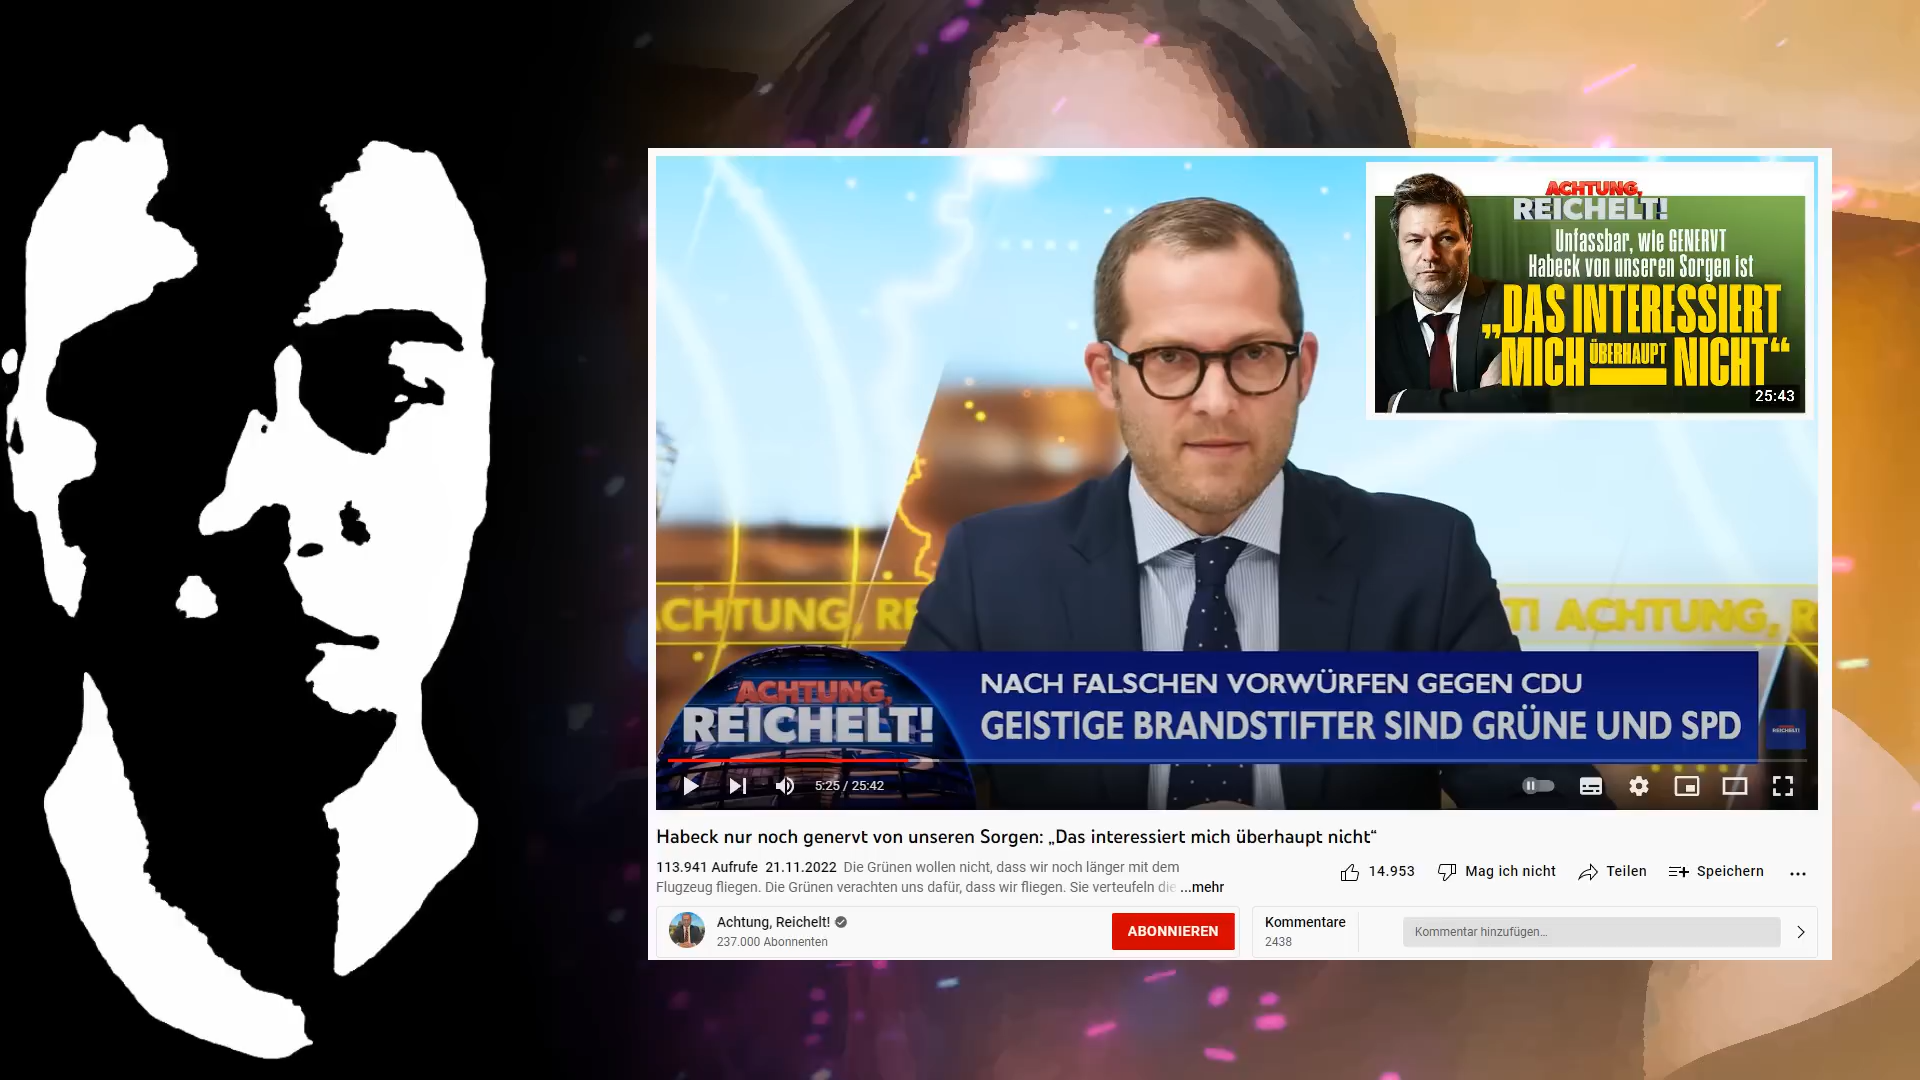 ACHTUNG,
REICHELT!
Unfassbar, wie GENERVT
Habeck von unseren Sorgen ist
„DAS INTERESSIERT
MICH ÜBERHAUPT NICHT“
25:43
CHTUNG, RE
T! ACHTUNG, R
ACHTUNG,
REICHELT!
NACH FALSCHEN VORWÜRFEN GEGEN CDU
GEISTIGE BRANDSTIFTER SIND GRÜNE UND SPD
REICHELT!
5:25 / 25:42
Habeck nur noch genervt von unseren Sorgen: „Das interessiert mich überhaupt nicht“
113.941 Aufrufe 21.11.2022 Die Grünen wollen nicht, dass wir noch länger mit dem
Flugzeug fliegen. Die Grünen verachten uns dafür, dass wir fliegen. Sie verteufeln die ...mehr
14.953 Mag ich nicht Teilen Speichern
Achtung, Reichelt!
237.000 Abonnenten
ABONNIEREN
Kommentare
2438
Kommentar hinzufügen...